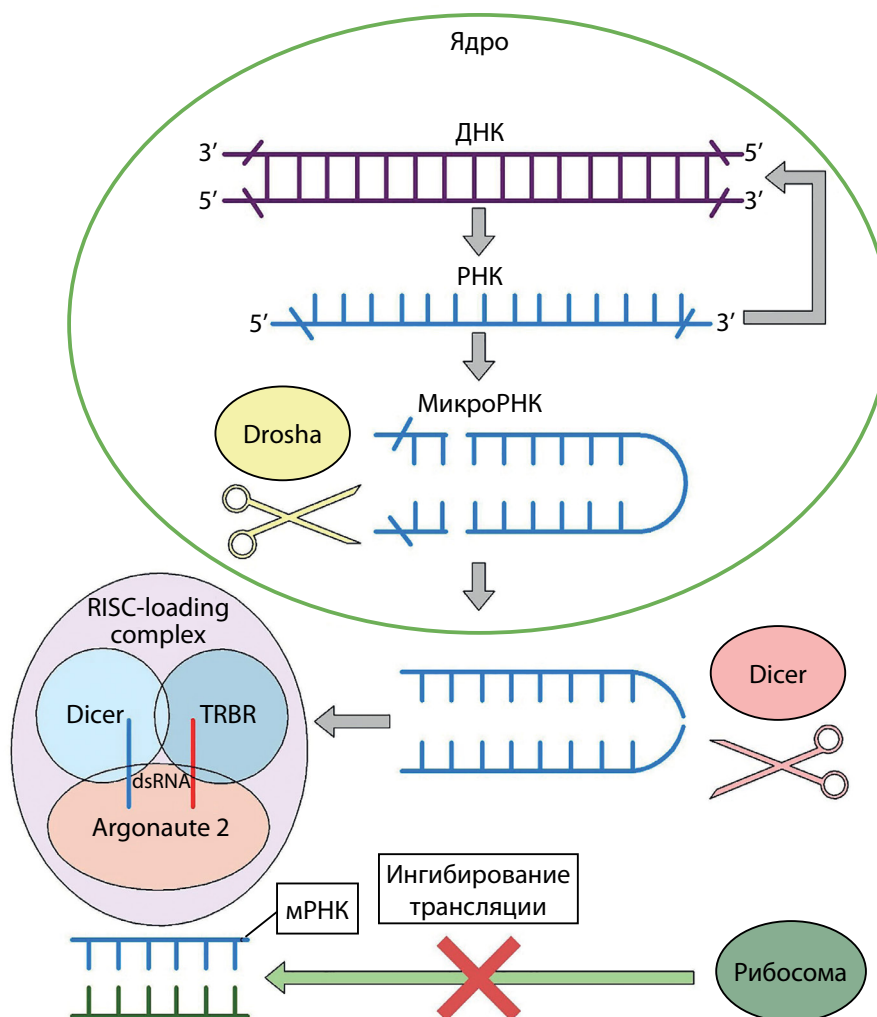 Ядро
ДНК
3’
5’
5’
3’
РНК
5’
3’
МикроРНК
Drosha
RISC-loading
complex
Dicer
TRBR
dsRNA
Argonaute 2
Dicer
мРНК
Ингибирование
трансляции
Рибосома